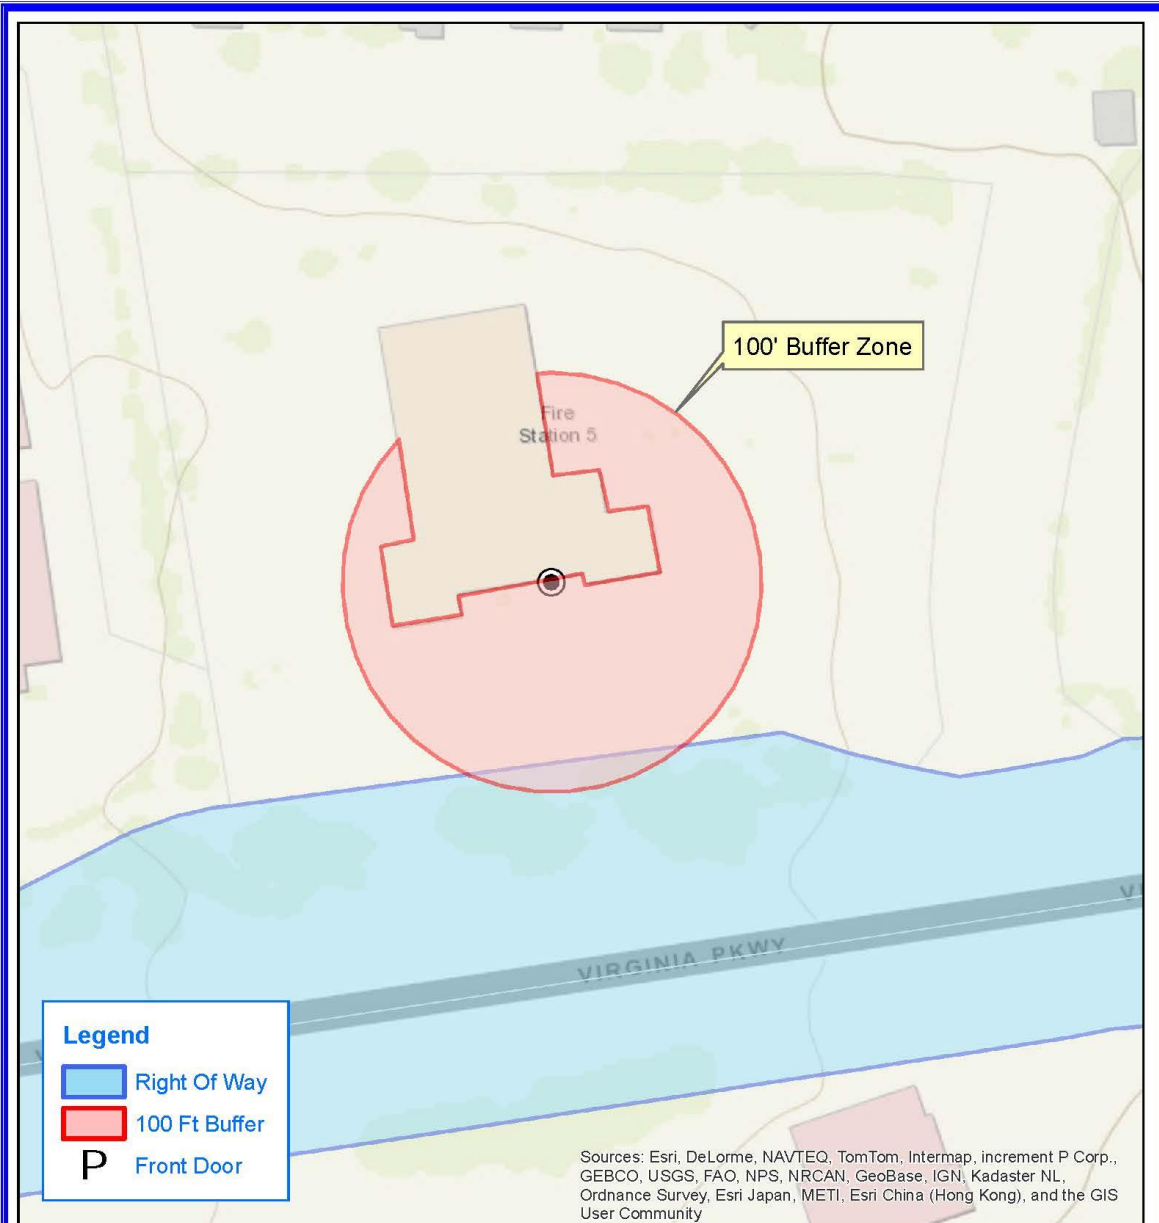 100' Buffer Zone
Fire
Station 5
VIRGINIA PKWY
Legend
Right Of Way
100 Ft Buffer
P Front Door
Sources: Esri, DeLorme, NAVTEQ, TomTom, Intermap, increment P Corp.,
GEBCO, USGS, FAO, NPS, NRCAN, GeoBase, IGN, Kadaster NL,
Ordnance Survey, Esri Japan, METI, Esri China (Hong Kong), and the GIS
User Community